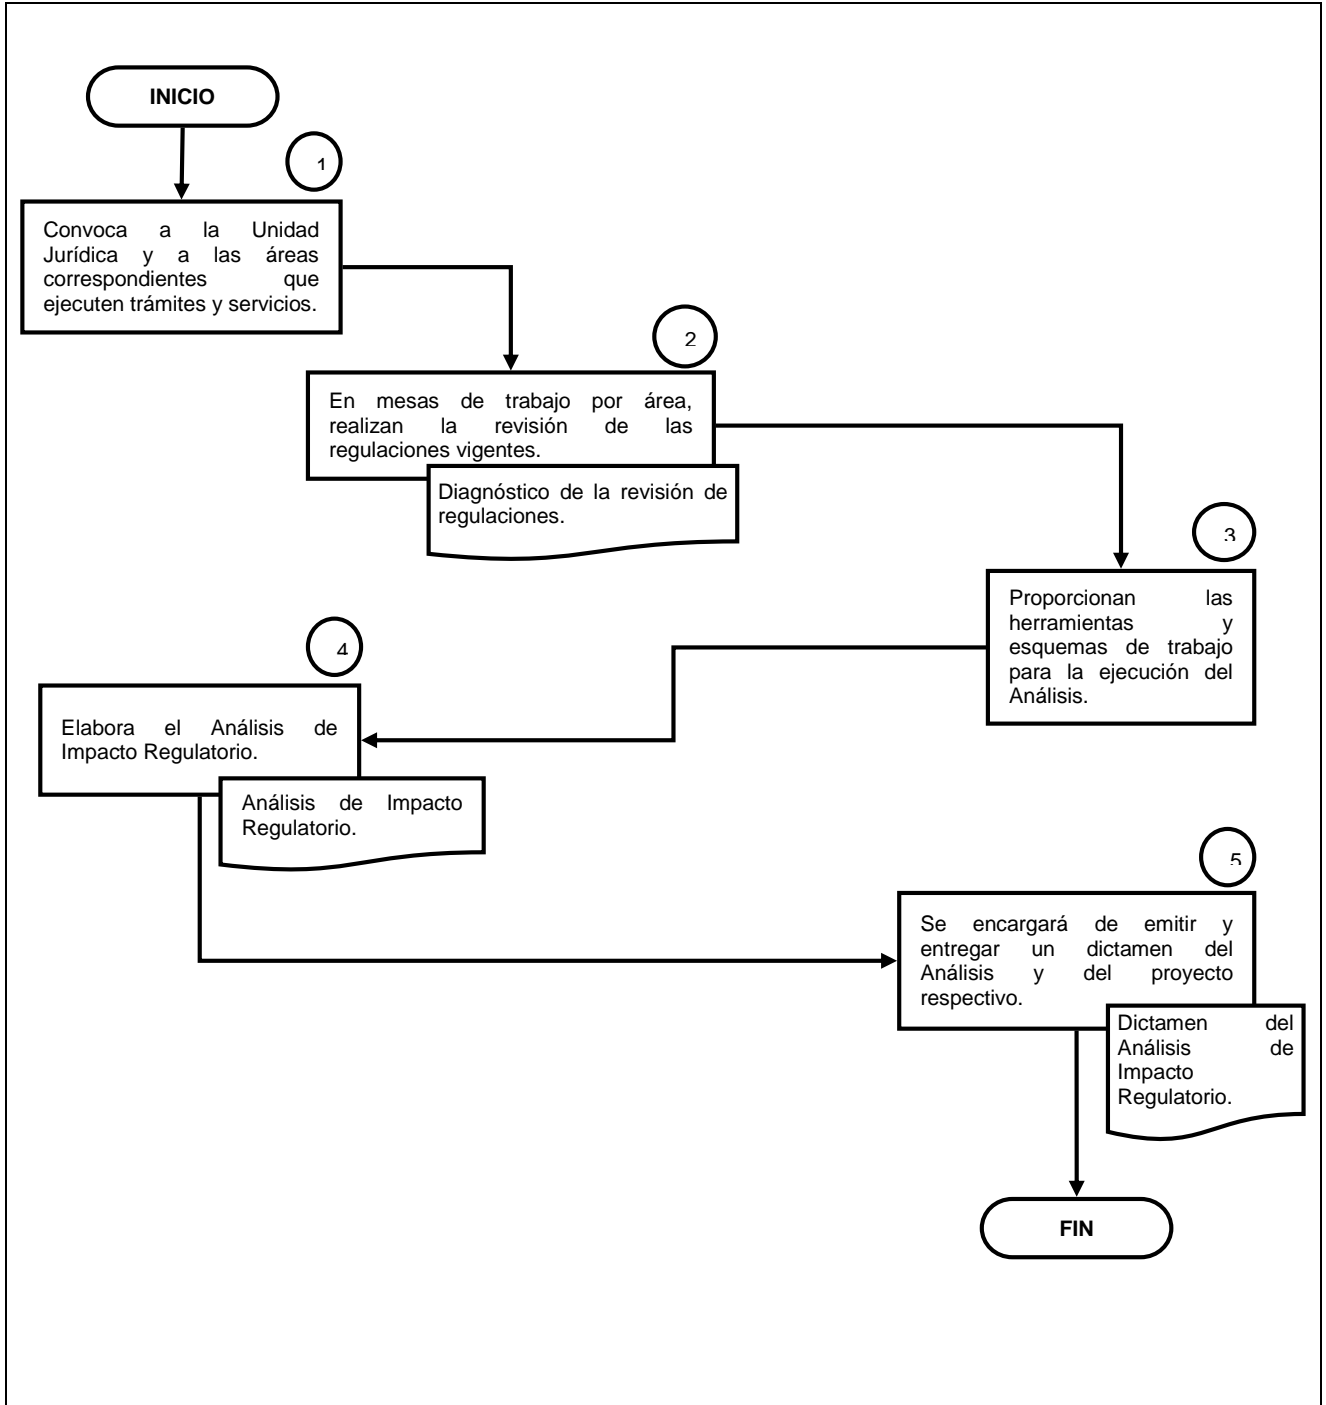 INICIO
1
Convoca a la Unidad
Jurídica y a las áreas
correspondientes que
ejecuten trámites y servicios.
2
En mesas de trabajo por área,
realizan la revisión de las
regulaciones vigentes.
Diagnóstico de la revisión de
regulaciones.
3
Proporcionan las
herramientas y
esquemas de trabajo
para la ejecución del
Análisis.
4
Elabora el Análisis de
Impacto Regulatorio.
Análisis de Impacto
Regulatorio.
5
Se encargará de emitir y
entregar un dictamen del
Análisis y del proyecto
respectivo.
Dictamen del
Análisis de
Impacto
Regulatorio.
FIN